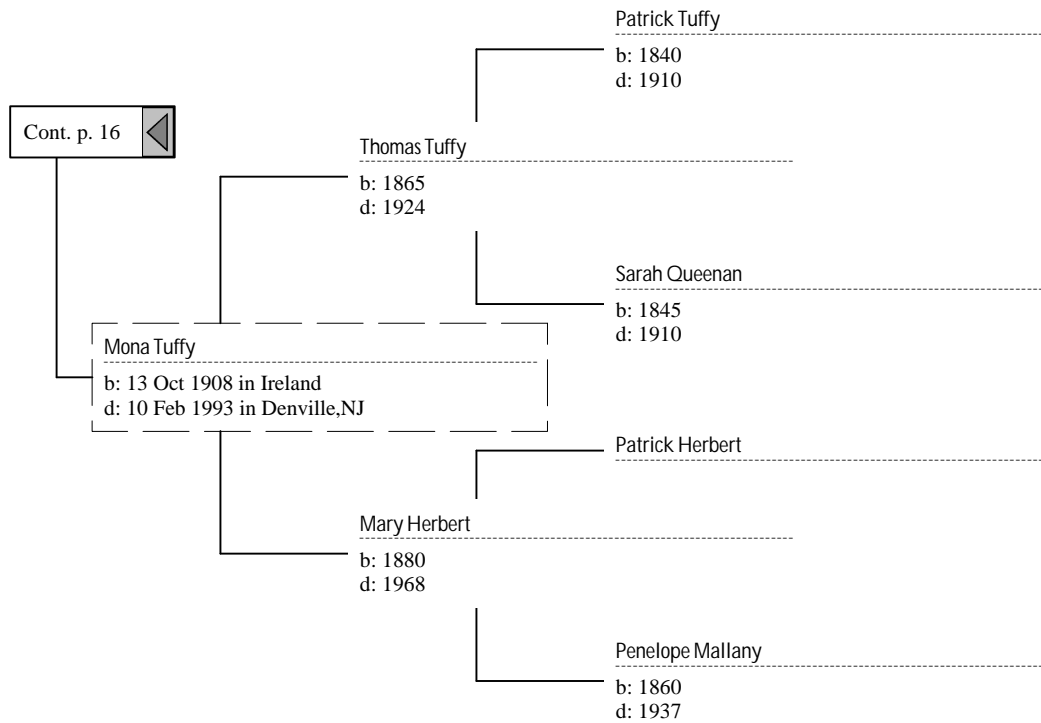 Patrick Tuffy
b: 1840
d: 1910
Cont. p. 16
Thomas Tuffy
b: 1865
d: 1924
Sarah Queenan
b: 1845
d: 1910
Mona Tuffy
b: 13 Oct 1908 in Ireland
d: 10 Feb 1993 in Denville,NJ
Patrick Herbert
Mary Herbert
b: 1880
d: 1968
Penelope Mallany
b: 1860
d: 1937